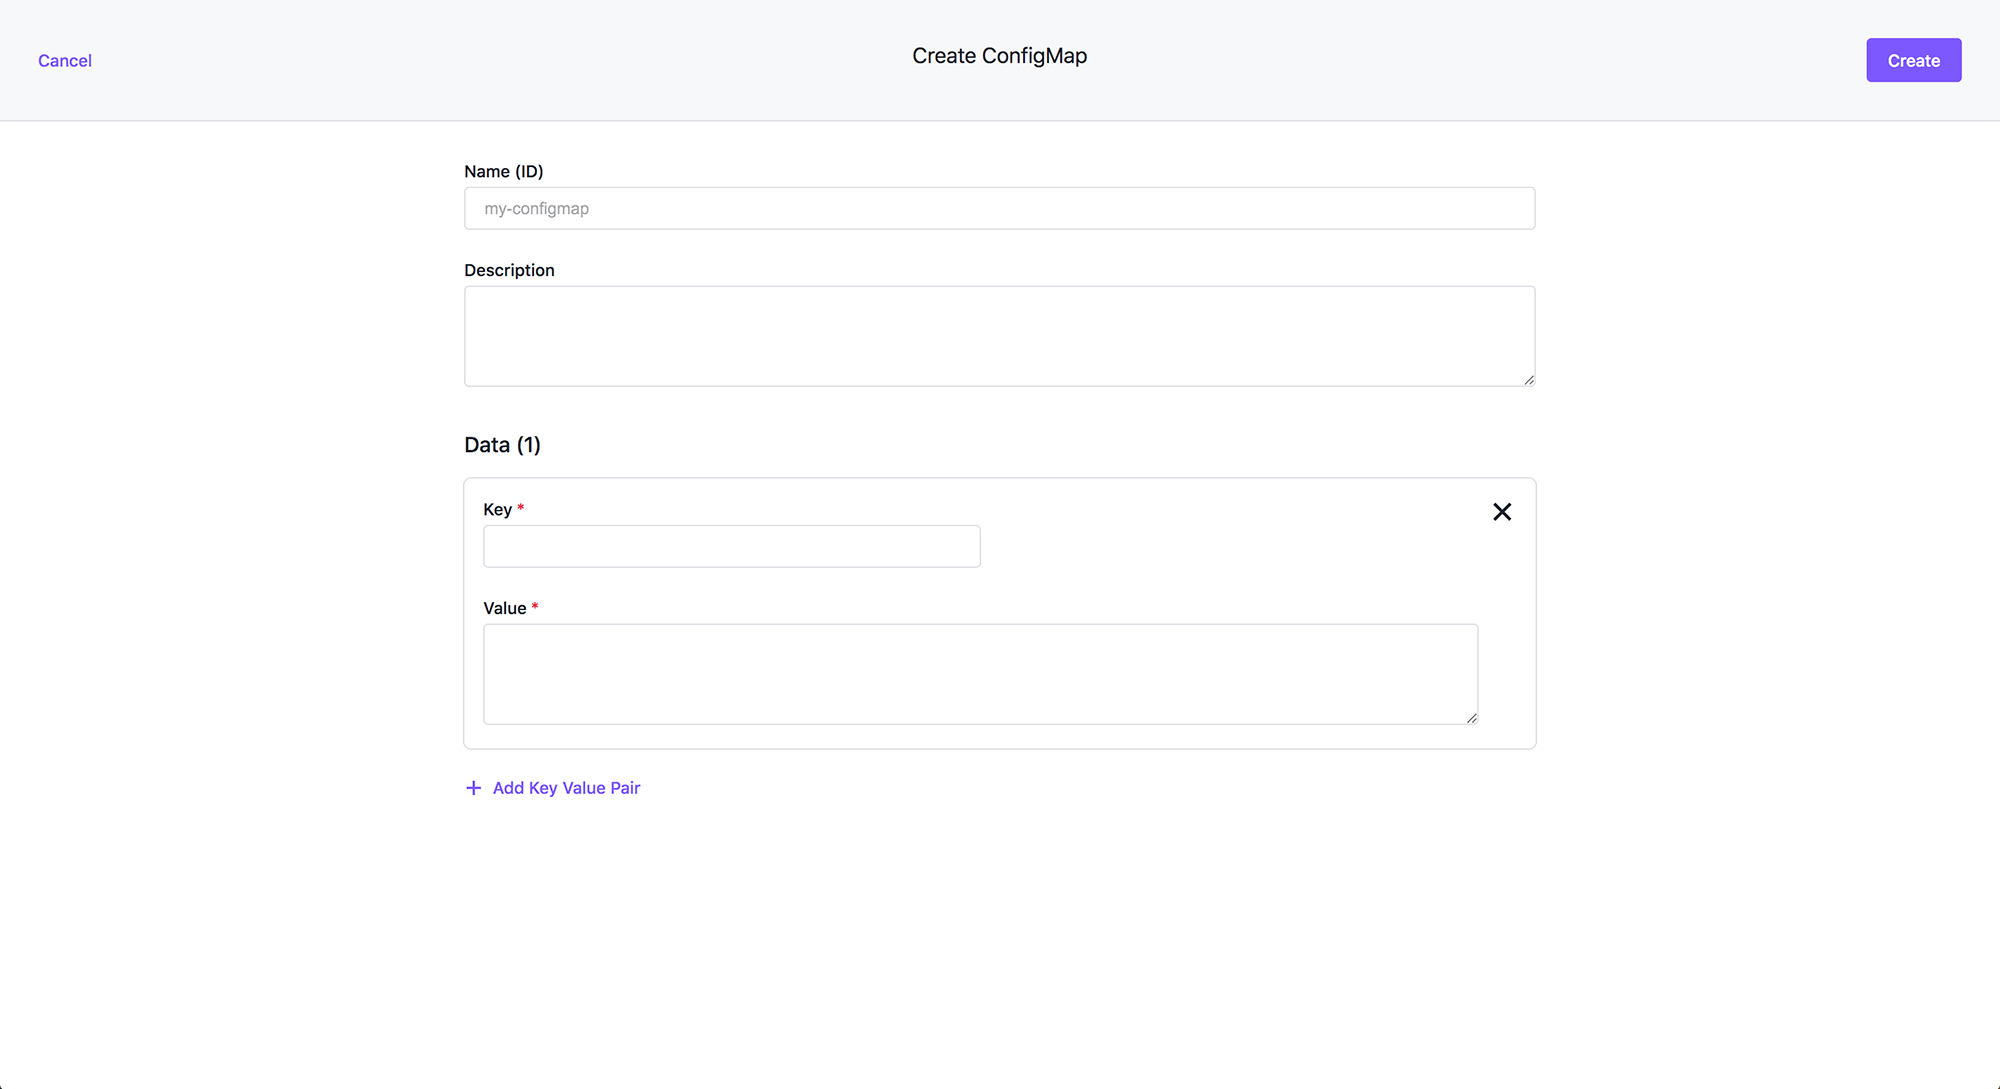 Cancel
Create ConfigMap
Create
Name (ID)
my-configmap
Description
Data (1)
Key *
Value *
Add Key Value Pair